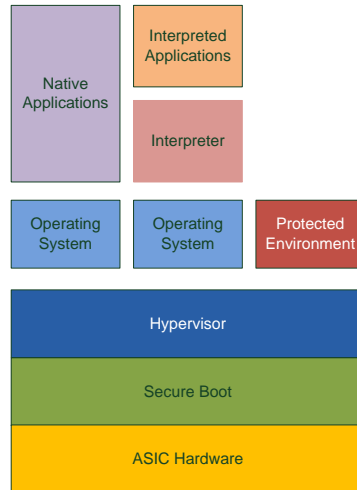 Native
Applications
Interpreted
Applications
Interpreter
Operating
System
Operating
System
Protected
Environment
Hypervisor
Secure Boot
ASIC Hardware